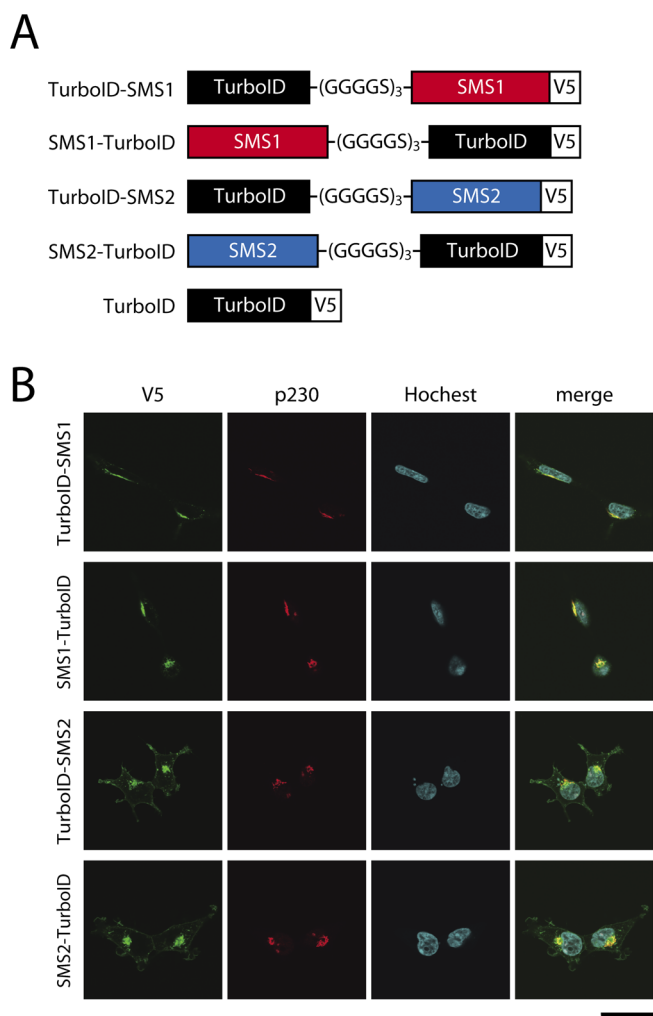 A
TurboID-SMS1 TurboID -(GGGGS)₃- SMS1 V5
SMS1-TurboID SMS1 -(GGGGS)₃- TurboID V5
TurboID-SMS2 TurboID -(GGGGS)₃- SMS2 V5
SMS2-TurboID SMS2 -(GGGGS)₃- TurboID V5
TurboID TurboID V5
B
V5 p230 Hochest merge
TurboID-SMS1
SMS1-TurboID
TurboID-SMS2
SMS2-TurboID